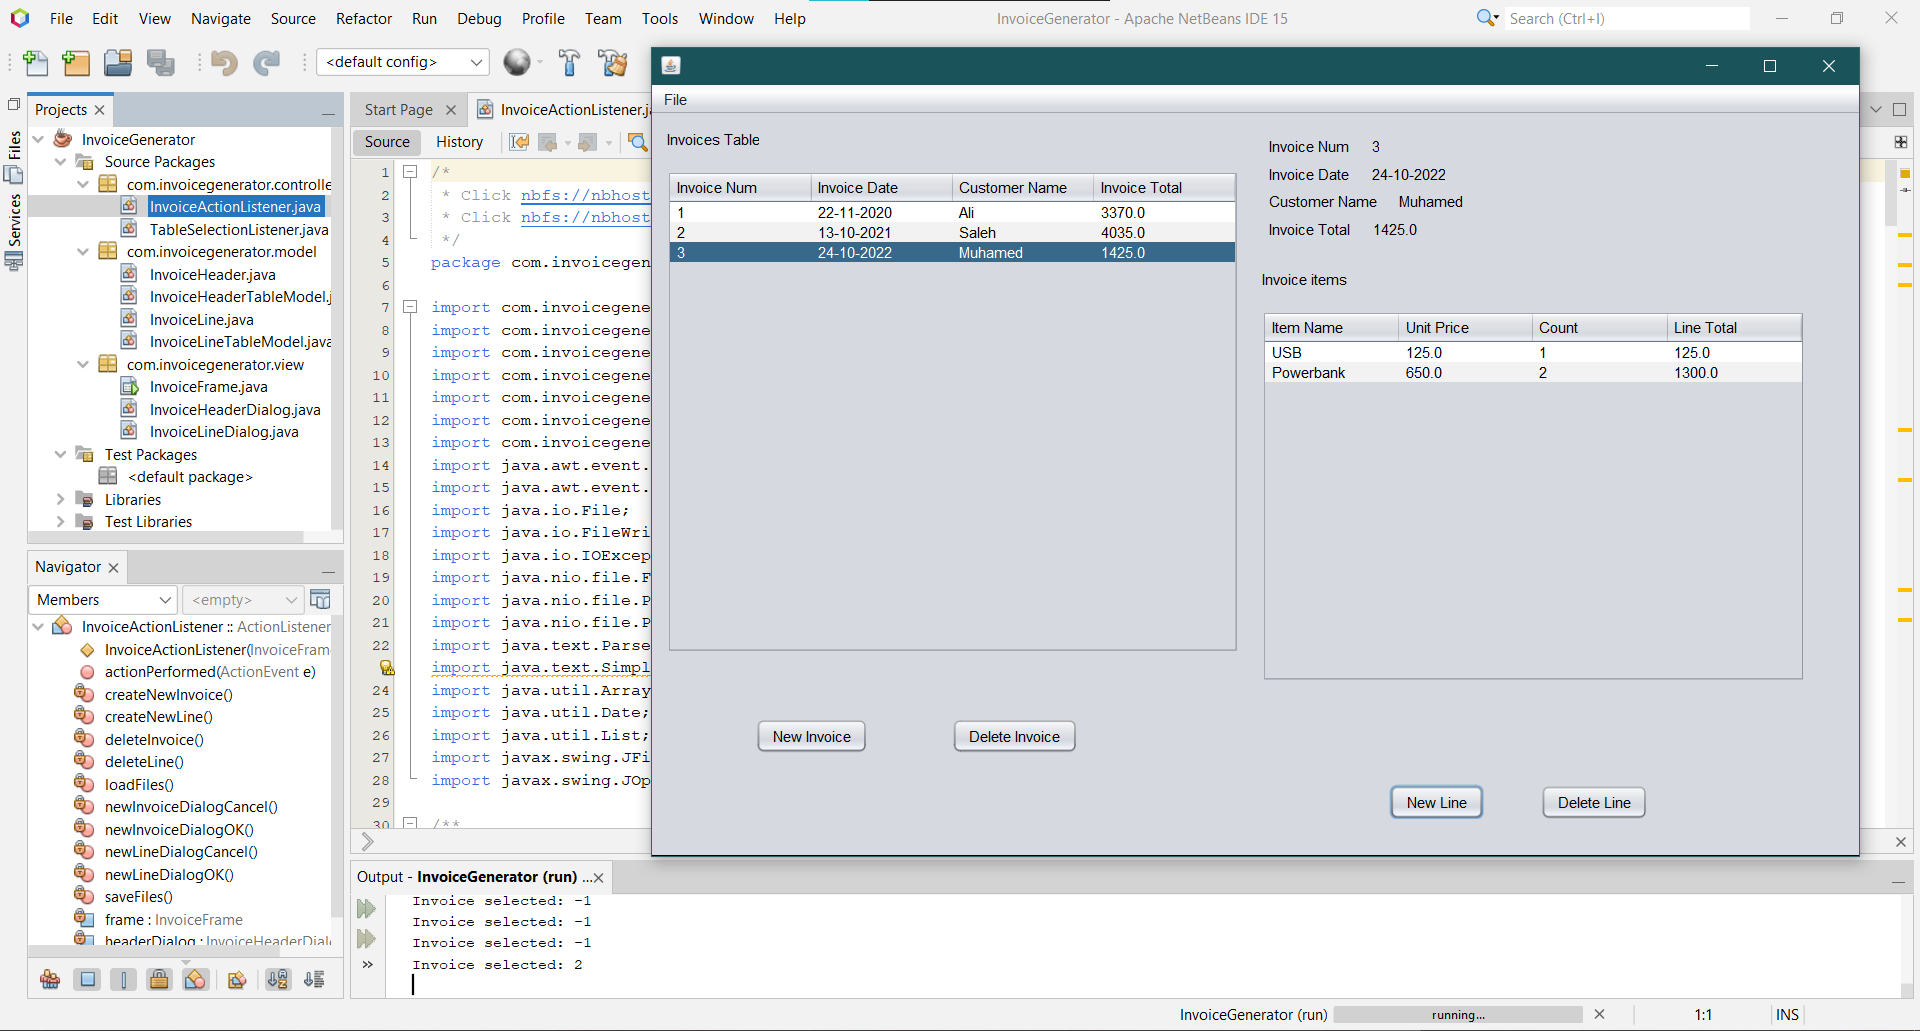 File Edit View Navigate Source Refactor Run Debug Profile Team Tools Window Help
InvoiceGenerator - Apache NetBeans IDE 15
Search (Ctrl+I)
<default config>
Files
Services
Projects
InvoiceGenerator
Source Packages
com.invoicegenerator.controlle
InvoiceActionListener.java
TableSelectionListener.java
com.invoicegenerator.model
InvoiceHeader.java
InvoiceHeaderTableModel.j
InvoiceLine.java
InvoiceLineTableModel.java
com.invoicegenerator.view
InvoiceFrame.java
InvoiceHeaderDialog.java
InvoiceLineDialog.java
Test Packages
<default package>
Libraries
Test Libraries
Navigator
Members
<empty>
InvoiceActionListener :: ActionListener
InvoiceActionListener(InvoiceFram
actionPerformed(ActionEvent e)
createNewInvoice()
createNewLine()
deleteInvoice()
deleteLine()
loadFiles()
newInvoiceDialogCancel()
newInvoiceDialogOK()
newLineDialogCancel()
newLineDialogOK()
saveFiles()
frame : InvoiceFrame
headerDialog : InvoiceHeaderDial
Start Page
InvoiceActionListener.ja
Source History
1 /*
2 * Click nbfs://nbhost
3 * Click nbfs://nbhost
4 */
5 package com.invoicegen
6
7 import com.invoicegene
8 import com.invoicegene
9 import com.invoicegene
10 import com.invoicegene
11 import com.invoicegene
12 import com.invoicegene
13 import com.invoicegene
14 import java.awt.event.
15 import java.awt.event.
16 import java.io.File;
17 import java.io.FileWri
18 import java.io.IOExcep
19 import java.nio.file.F
20 import java.nio.file.P
21 import java.nio.file.P
22 import java.text.Parse
import java.text.Simpl
24 import java.util.Array
25 import java.util.Date;
26 import java.util.List;
27 import javax.swing.JFi
28 import javax.swing.JOp
29
30 /**
File
Invoices Table
Invoice Num Invoice Date Customer Name Invoice Total
1 22-11-2020 Ali 3370.0
2 13-10-2021 Saleh 4035.0
3 24-10-2022 Muhamed 1425.0
New Invoice
Delete Invoice
Invoice Num 3
Invoice Date 24-10-2022
Customer Name Muhamed
Invoice Total 1425.0
Invoice items
Item Name Unit Price Count Line Total
USB 125.0 1 125.0
Powerbank 650.0 2 1300.0
New Line
Delete Line
Output - InvoiceGenerator (run) ...
Invoice selected: -1
Invoice selected: -1
Invoice selected: -1
Invoice selected: 2
InvoiceGenerator (run)
running...
1:1
INS